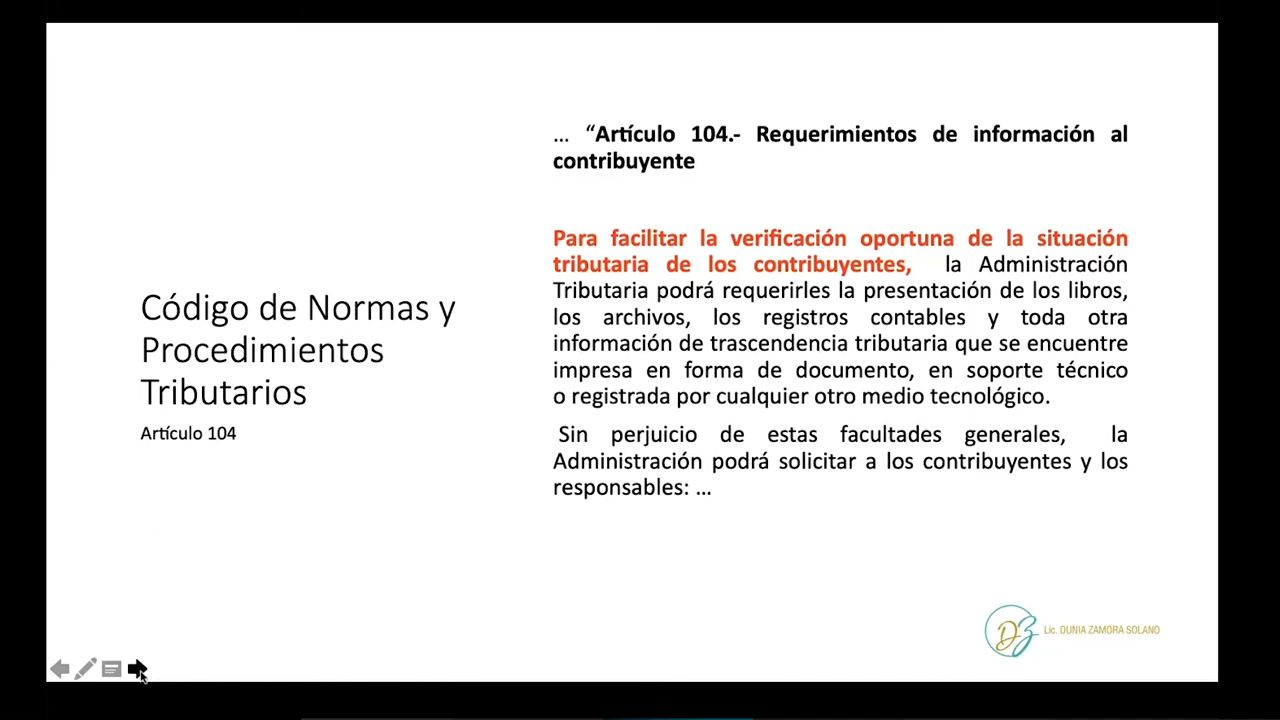 Código de Normas y
Procedimientos
Tributarios
Artículo 104
... “Artículo 104.- Requerimientos de información al
contribuyente
Para facilitar la verificación oportuna de la situación
tributaria de los contribuyentes, la Administración
Tributaria podrá requerirles la presentación de los libros,
los archivos, los registros contables y toda otra
información de trascendencia tributaria que se encuentre
impresa en forma de documento, en soporte técnico
o registrada por cualquier otro medio tecnológico.
Sin perjuicio de estas facultades generales, la
Administración podrá solicitar a los contribuyentes y los
responsables: ...
DZ Lic. DUNIA ZAMORA SOLANO